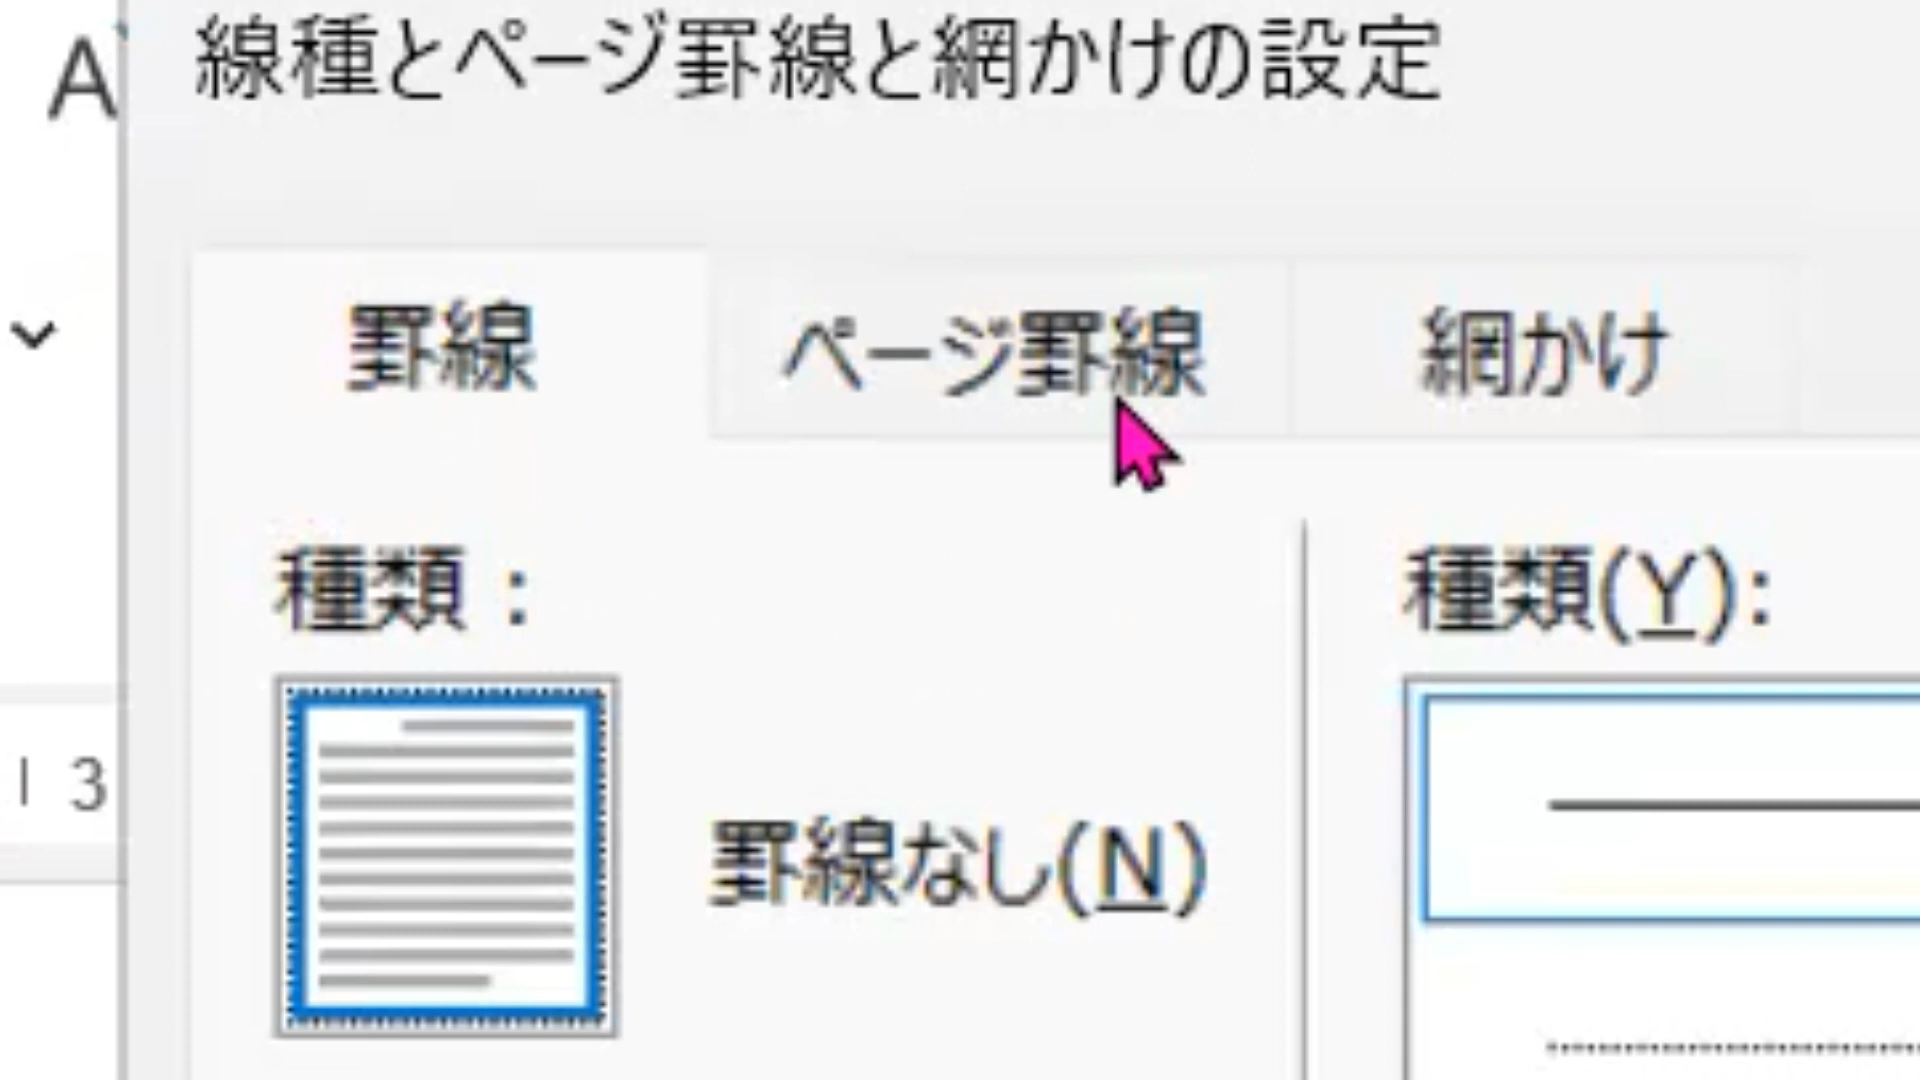 A
線種とページ罫線と網かけの設定
罫線 ページ罫線 網かけ
種類： 種類(Y):
3
罫線なし(N)